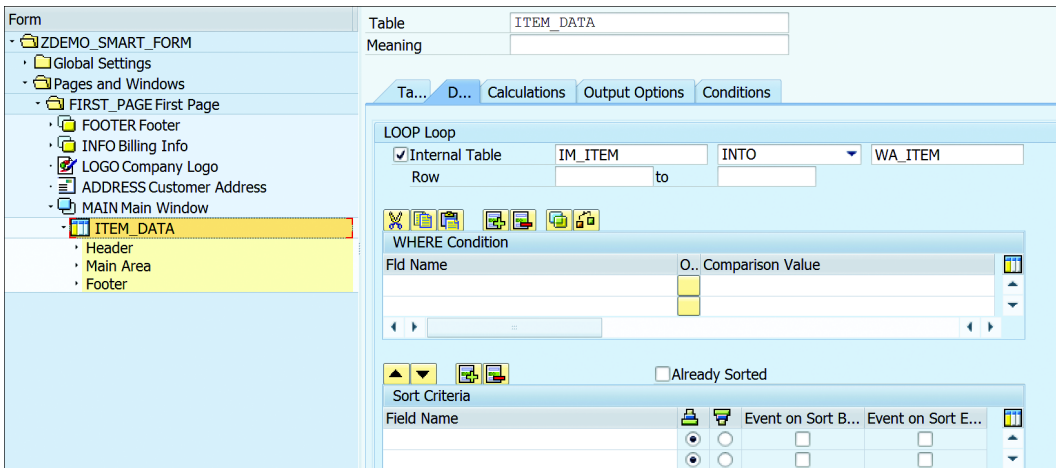 Form
ZDEMO_SMART_FORM
Global Settings
Pages and Windows
FIRST_PAGE First Page
FOOTER Footer
INFO Billing Info
LOGO Company Logo
ADDRESS Customer Address
MAIN Main Window
ITEM_DATA
Header
Main Area
Footer
Table ITEM_DATA
Meaning
Ta... D... Calculations Output Options Conditions
LOOP Loop
Internal Table IM_ITEM INTO WA_ITEM
Row to
WHERE Condition
Fld Name O.. Comparison Value
Already Sorted
Sort Criteria
Field Name Event on Sort B... Event on Sort E...